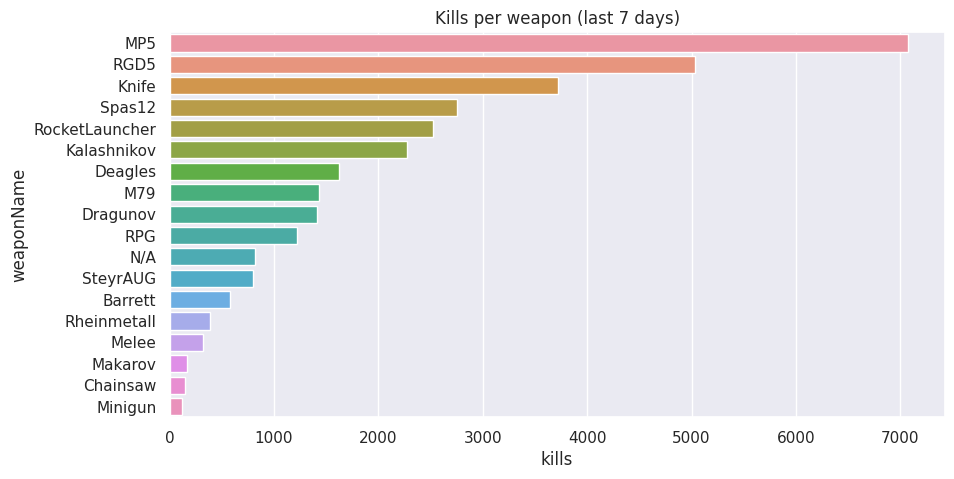 Kills per weapon (last 7 days)
weaponName
MP5
RGD5
Knife
Spas12
RocketLauncher
Kalashnikov
Deagles
M79
Dragunov
RPG
N/A
SteyrAUG
Barrett
Rheinmetall
Melee
Makarov
Chainsaw
Minigun
0 1000 2000 3000 4000 5000 6000 7000
kills